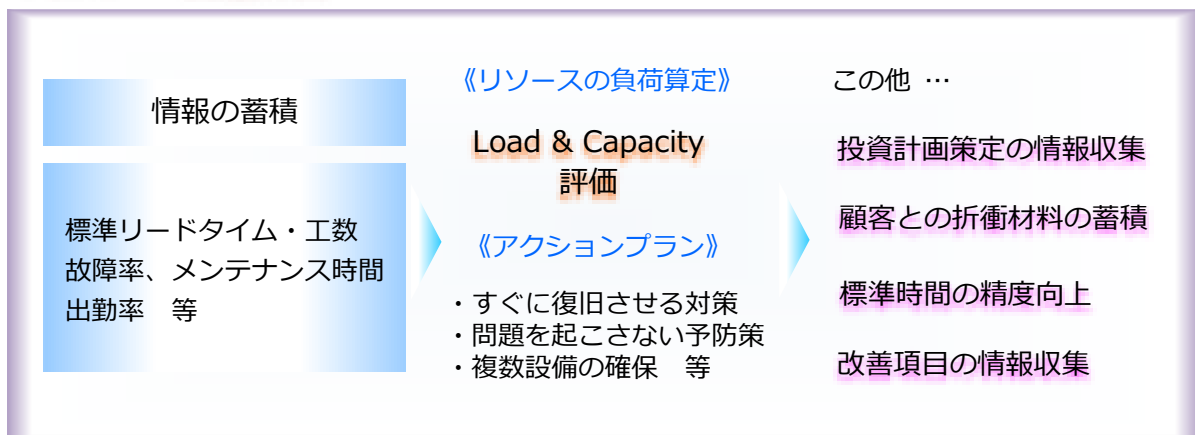 情報の蓄積
標準リードタイム・工数
故障率、メンテナンス時間
出勤率　等
《リソースの負荷算定》
Load & Capacity
評価
《アクションプラン》
・すぐに復旧させる対策
・問題を起こさない予防策
・複数設備の確保　等
この他 …
投資計画策定の情報収集
顧客との折衝材料の蓄積
標準時間の精度向上
改善項目の情報収集